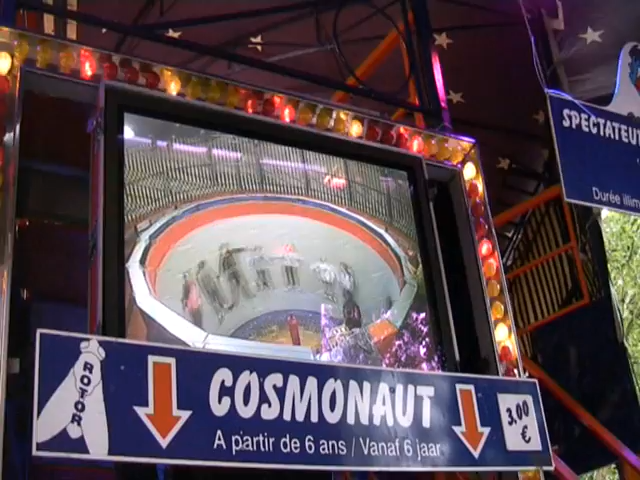 SPECTATEU
Durée illim
ROTOR
COSMONAUT
3.00
€
A partir de 6 ans / Vanaf 6 jaar